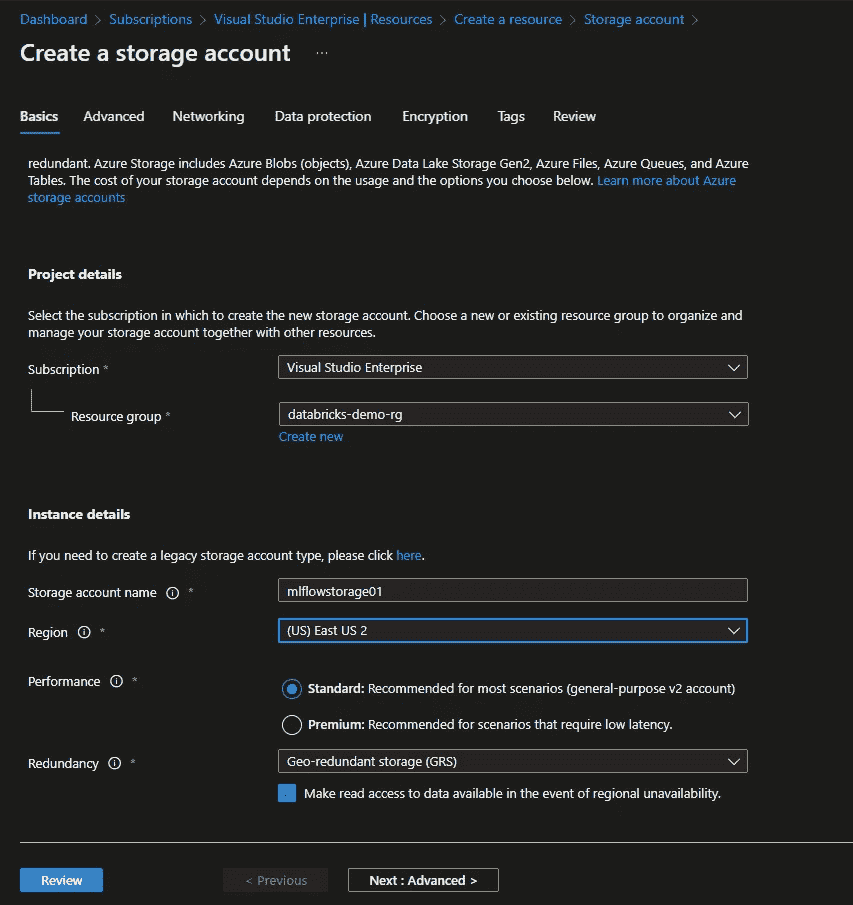 Dashboard > Subscriptions > Visual Studio Enterprise | Resources > Create a resource > Storage account >
Create a storage account ...
Basics Advanced Networking Data protection Encryption Tags Review
redundant. Azure Storage includes Azure Blobs (objects), Azure Data Lake Storage Gen2, Azure Files, Azure Queues, and Azure
Tables. The cost of your storage account depends on the usage and the options you choose below. Learn more about Azure
storage accounts
Project details
Select the subscription in which to create the new storage account. Choose a new or existing resource group to organize and
manage your storage account together with other resources.
Subscription * Visual Studio Enterprise
Resource group * databricks-demo-rg
Create new
Instance details
If you need to create a legacy storage account type, please click here.
Storage account name * mlflowstorage01
Region * (US) East US 2
Performance * Standard: Recommended for most scenarios (general-purpose v2 account)
Premium: Recommended for scenarios that require low latency.
Redundancy * Geo-redundant storage (GRS)
Make read access to data available in the event of regional unavailability.
Review < Previous Next : Advanced >